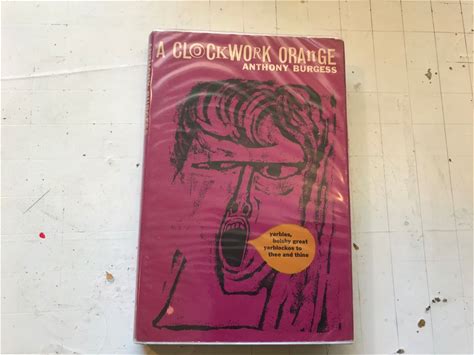 A CLOCKWORK ORANGE
ANTHONY BURGESS
yarbles,
bolshy great
yarblockos to
thee and thine